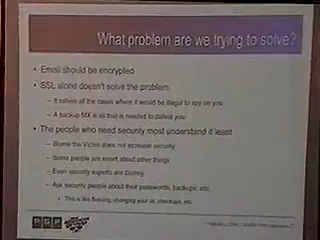 What problem are we trying to solve?
Email should be encrypted
SSL alone doesn't solve the problem
It solves all the cases where it would be illegal to spy on you
A backup MX is all that is needed to defeat you
The people who need security most understand it least
Blame the Victim does not increase security
Some people are smart about other things
Even security experts are dummy
Ask security people about their passwords, backups, etc.
This is like flossing, changing your oil, checkups, etc.
PGP